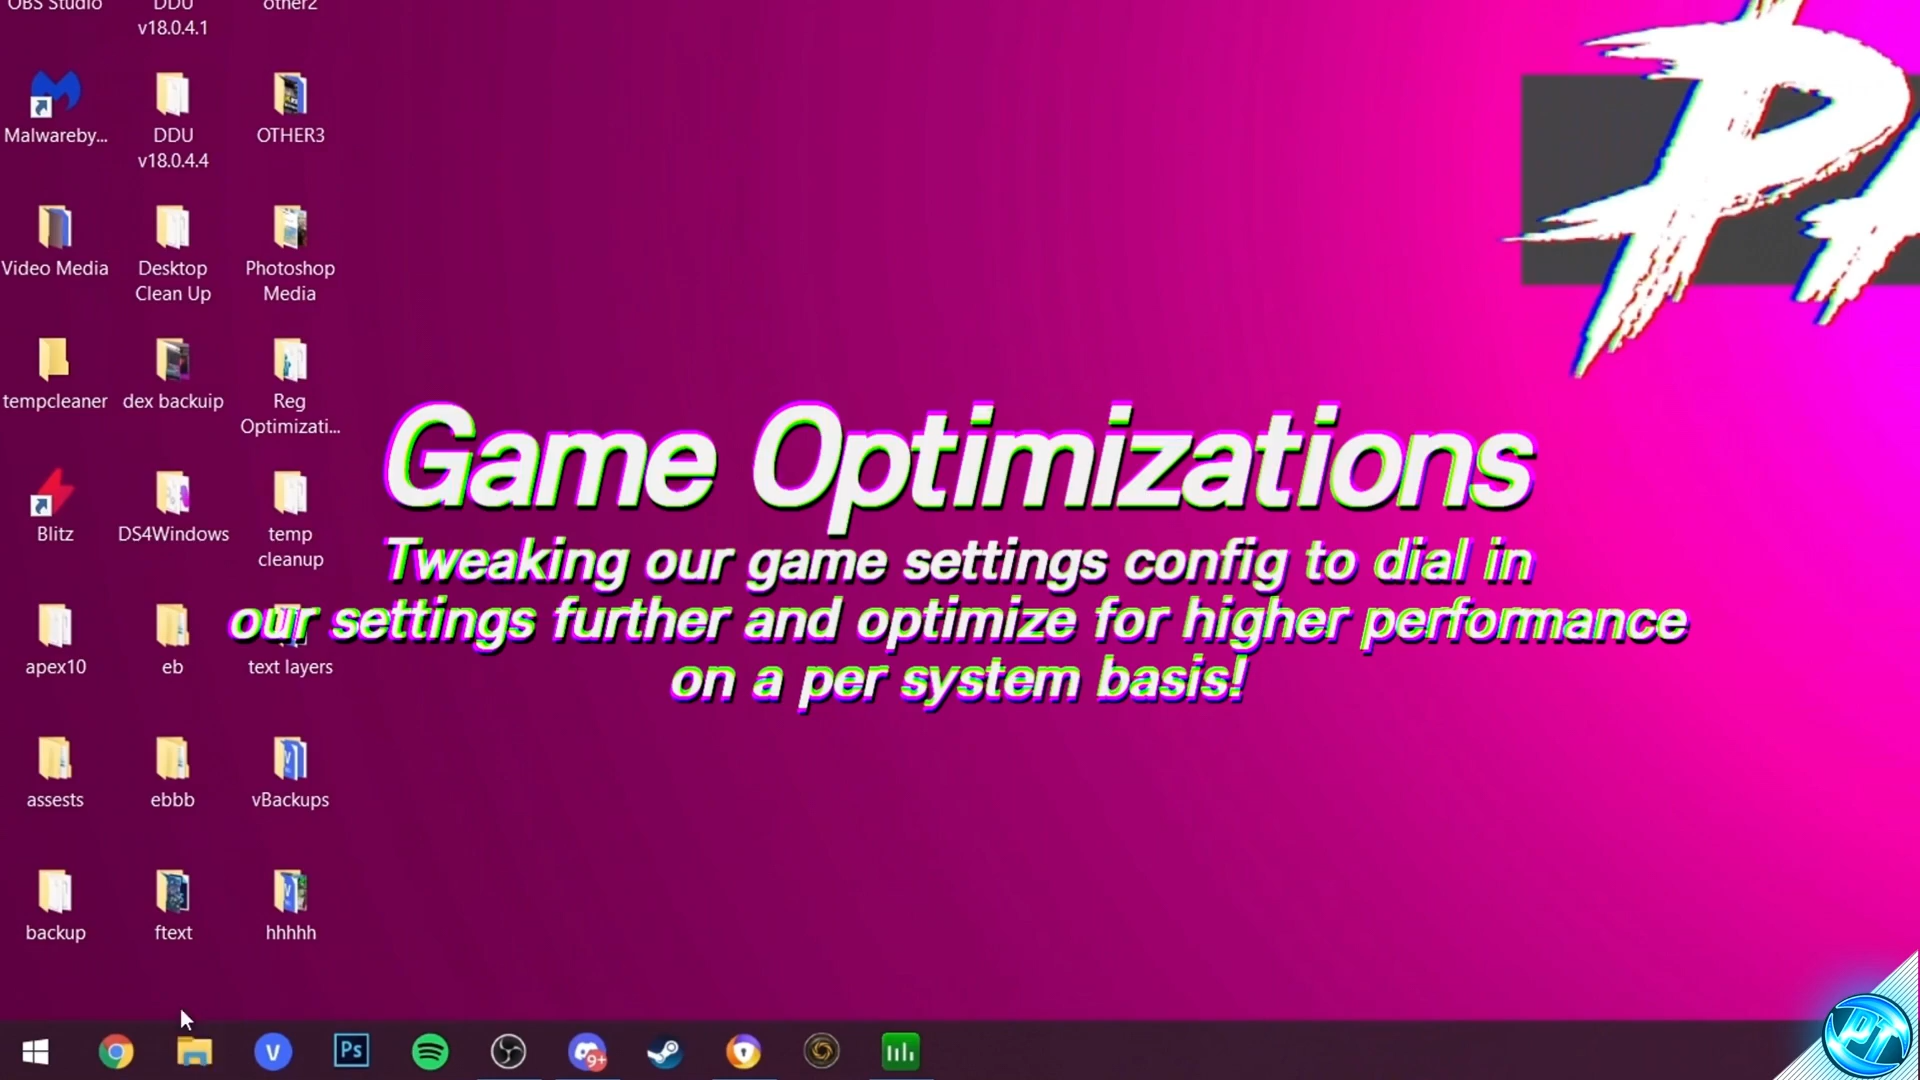 OBS Studio
DDU
v18.0.4.1
other2
Malwareby...
DDU
v18.0.4.4
OTHER3
Video Media
Desktop
Clean Up
Photoshop
Media
tempcleaner
dex backuip
Reg
Optimizati...
Blitz
DS4Windows
temp
cleanup
apex10
eb
text layers
assests
ebbb
vBackups
backup
ftext
hhhhh
Game Optimizations
Tweaking our game settings config to dial in
our settings further and optimize for higher performance
on a per system basis!
V
Ps
9+
PT